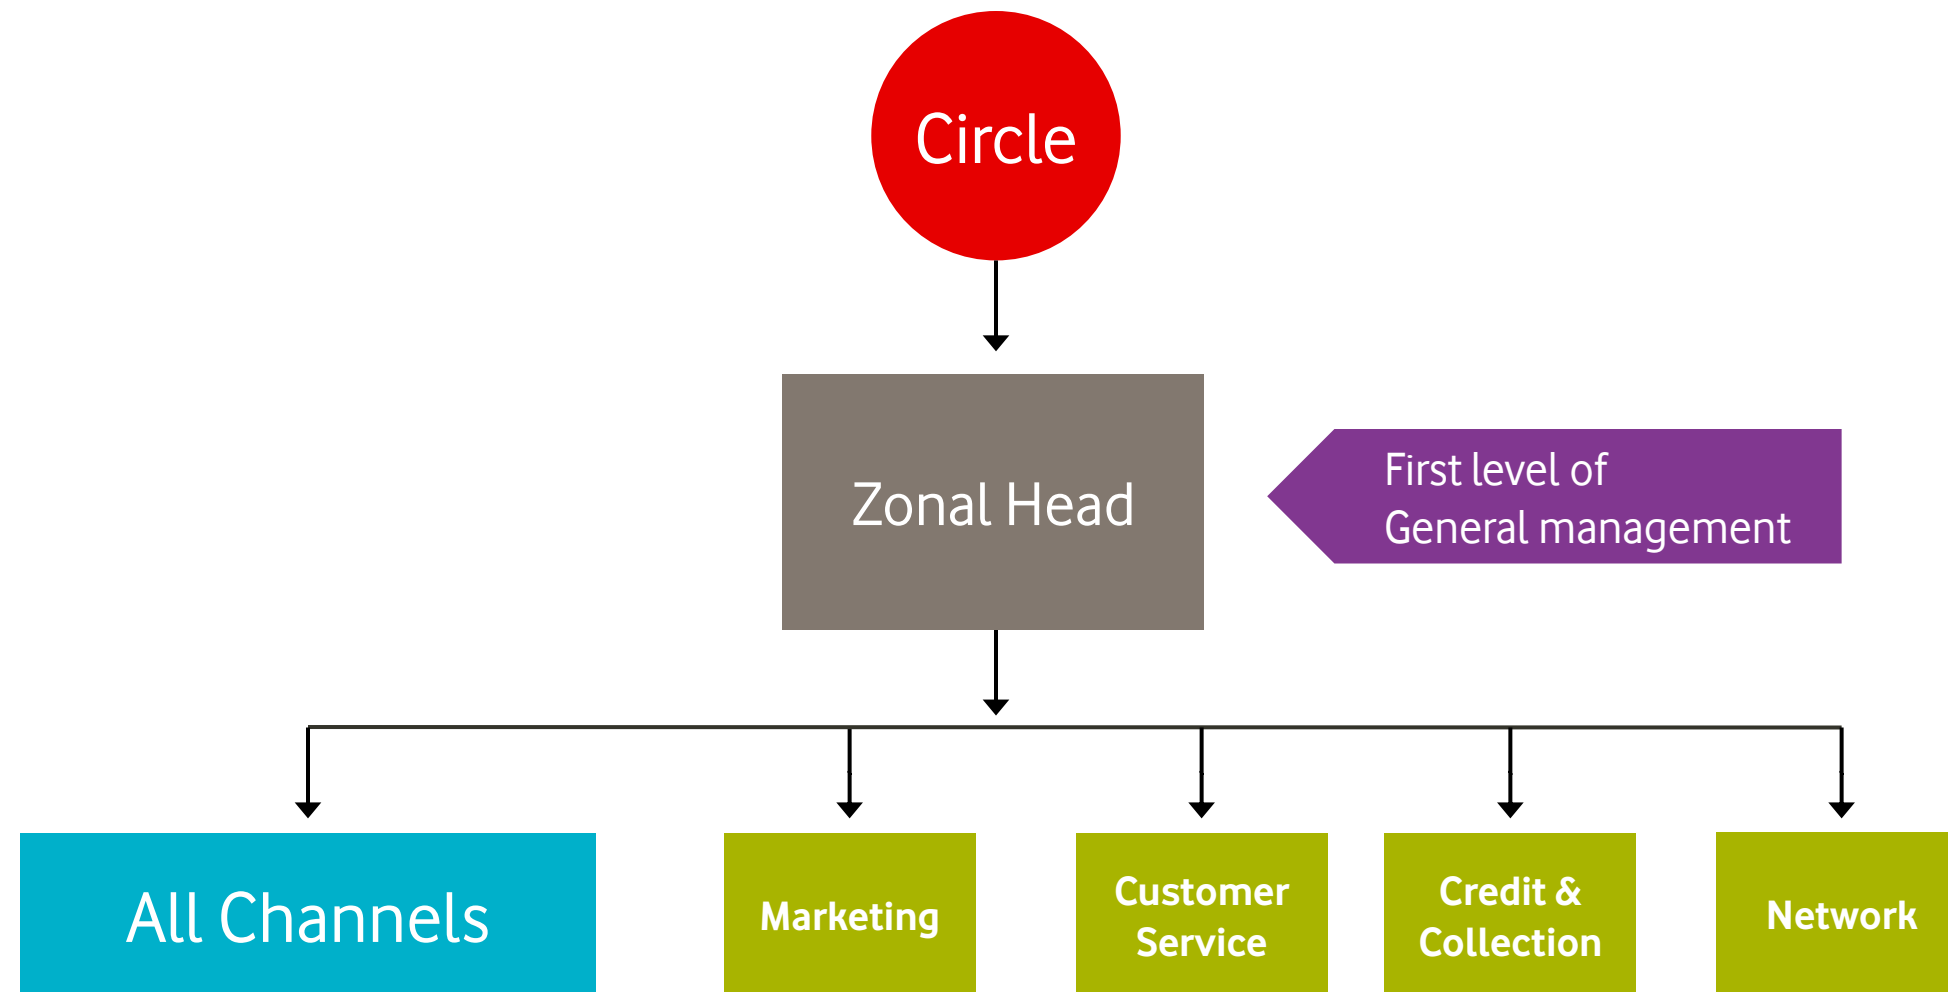 Circle
Zonal Head
First level of
General management
All Channels
Marketing
Customer
Service
Credit &
Collection
Network